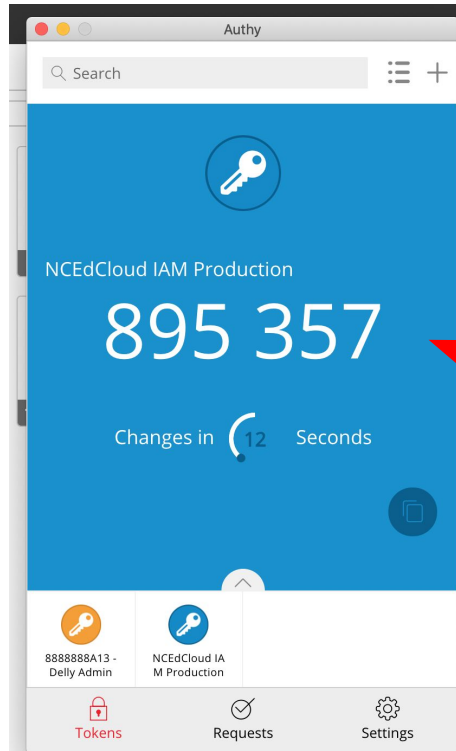 Authy
Search
NCEdCloud IAM Production
895 357
Changes in 12 Seconds
8888888A13 -
Delly Admin
NCEdCloud IA
M Production
Tokens
Requests
Settings